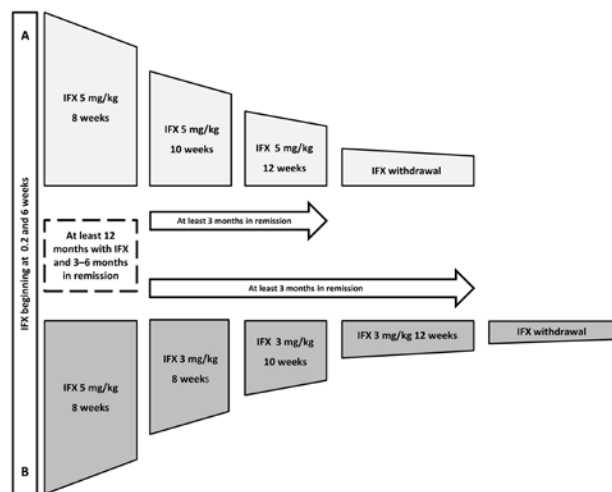 A
IFX beginning at 0.2 and 6 weeks
B
IFX 5 mg/kg
8 weeks
IFX 5 mg/kg
10 weeks
IFX 5 mg/kg
12 weeks
IFX withdrawal
At least 3 months in remission
At least 12
months with IFX
and 3–6 months
in remission
At least 3 months in remission
IFX 5 mg/kg
8 weeks
IFX 3 mg/kg
8 weeks
IFX 3 mg/kg
10 weeks
IFX 3 mg/kg 12 weeks
IFX withdrawal